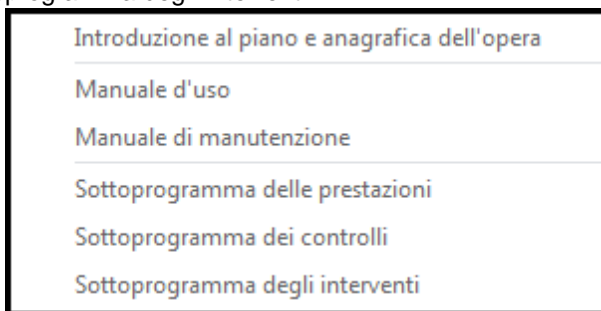 Introduzione al piano e anagrafica dell'opera
Manuale d'uso
Manuale di manutenzione
Sottoprogramma delle prestazioni
Sottoprogramma dei controlli
Sottoprogramma degli interventi